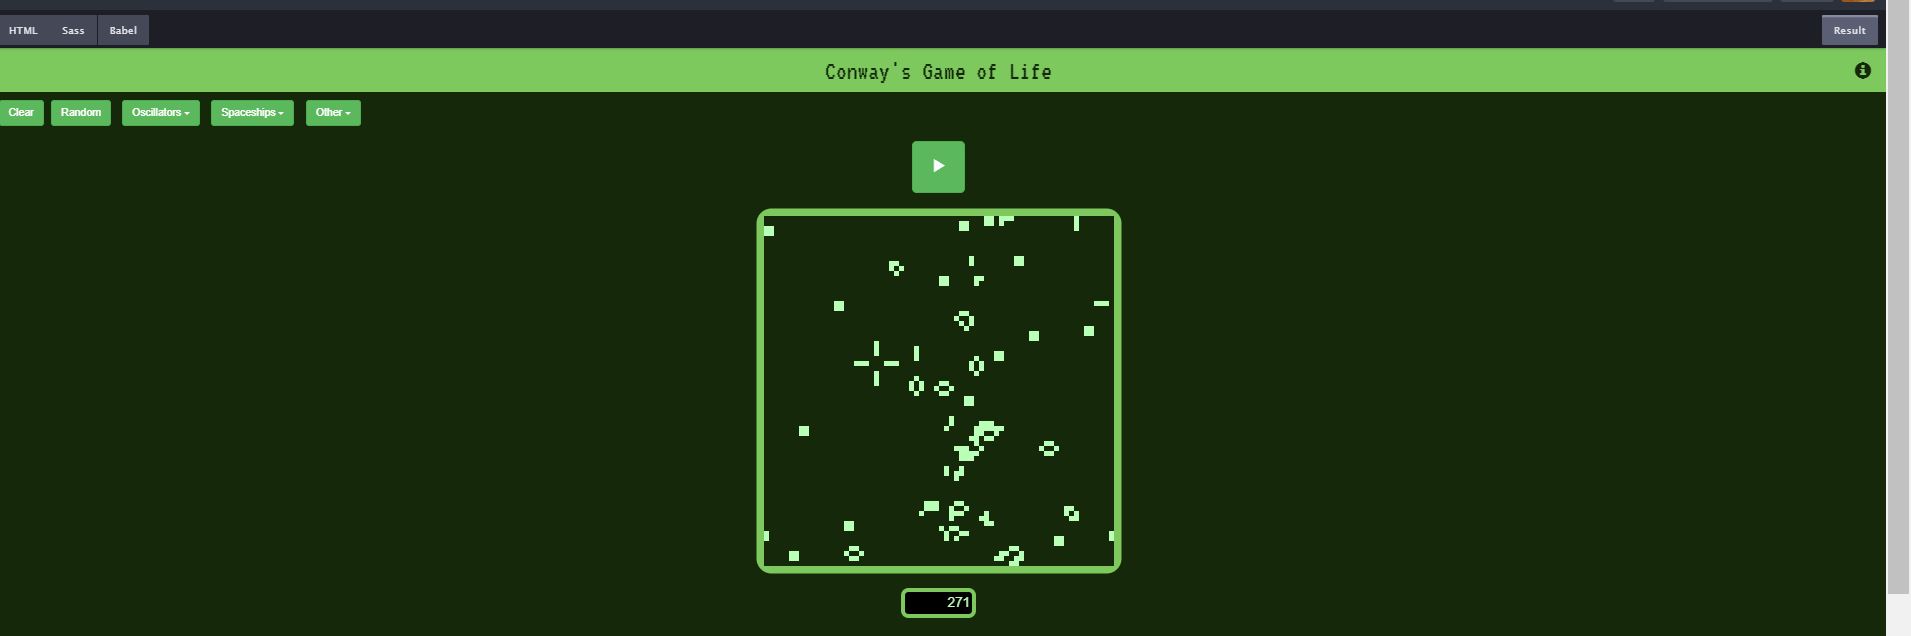 HTML Sass Babel Result
Conway's Game of Life
Clear Random Oscillators Spaceships Other
271